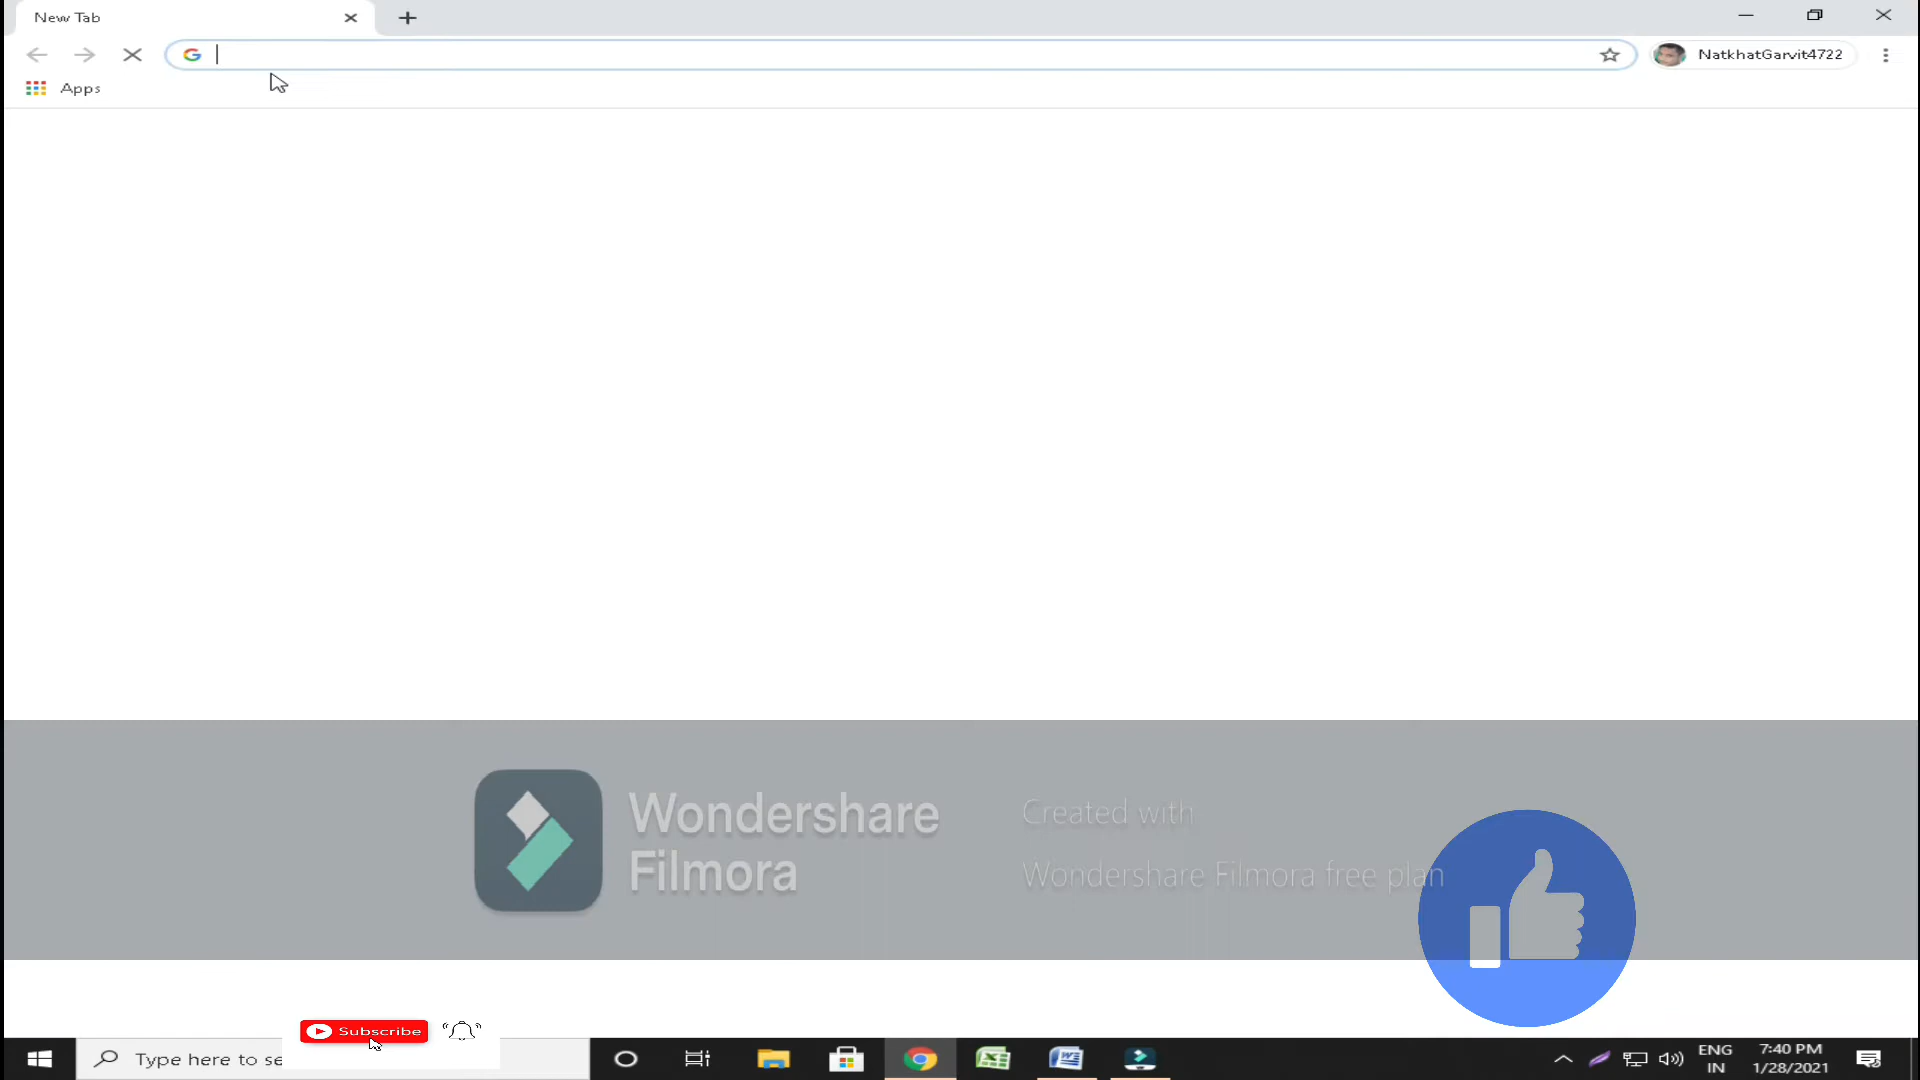 New Tab
NatkhatGarvit4722
Apps
Wondershare
Filmora
Created with
Wondershare Filmora free plan
Subscribe
Type here to se
ENG
IN
7:40 PM
1/28/2021